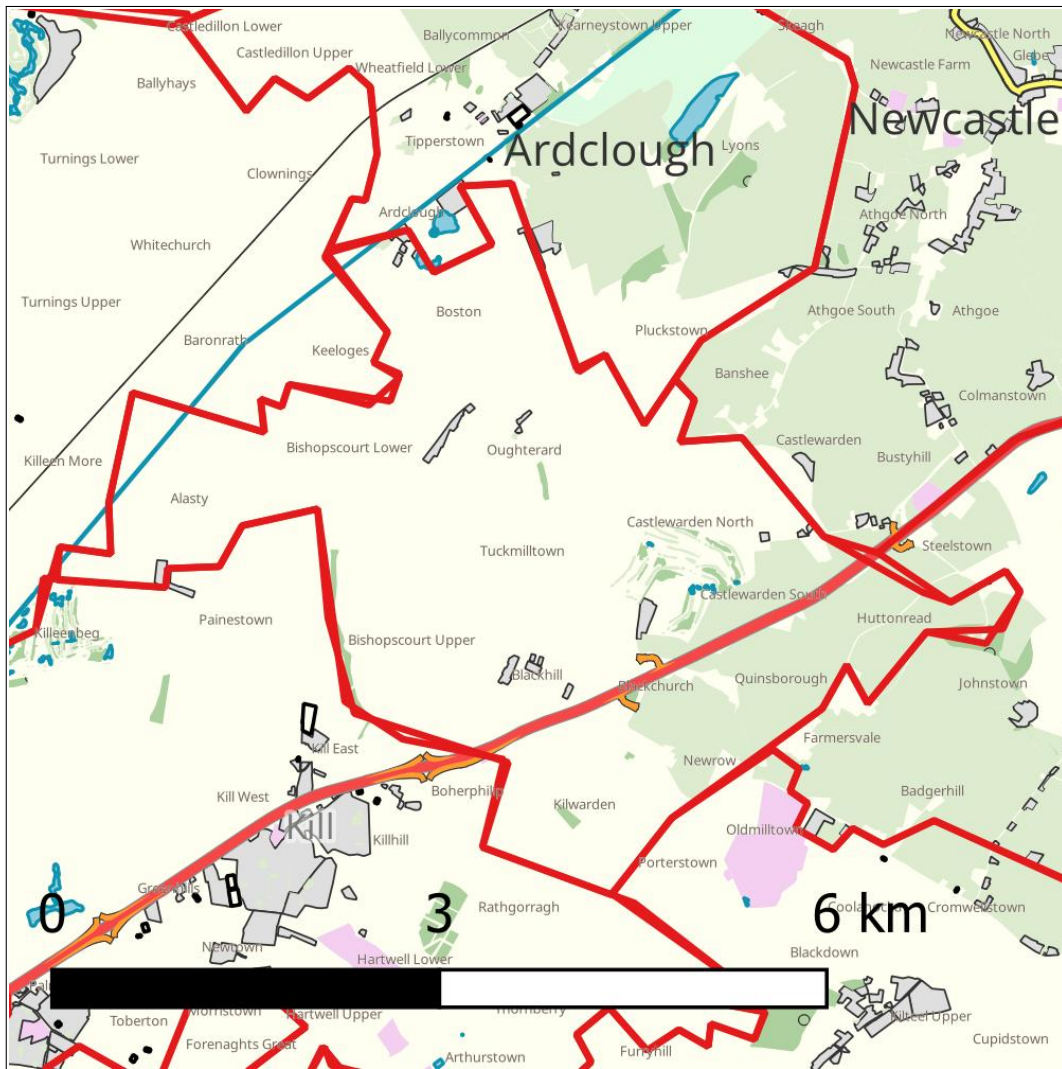 Castledillon Lower
Kearneystown Upper
Skeagh
Ballycommon
Newcastle North
Castledillon Upper
Glebe
Wheatfield Lower
Newcastle Farm
Ballyhays
Newcastle
Tipperstown
Ardclough
Lyons
Turnings Lower
Clownings
Ardclough
Athgoe North
Whitechurch
Turnings Upper
Boston
Athgoe South
Athgoe
Pluckstown
Baronrath
Keeloges
Banshee
Colmanstown
Castlewarden
Bishopscourt Lower
Oughterard
Bustyhill
Killeen More
Alasty
Castlewarden North
Tuckmilltown
Steelstown
Castlewarden South
Painestown
Huttonread
Killeenbeg
Bishopscourt Upper
Blackhill
Quinsborough
Johnstown
Blackchurch
Farmersvale
Kill East
Newrow
Boherphilip
Badgerhill
Kill West
Kilwarden
Kill
Oldmilltown
Killhill
Porterstown
Greenhills
0
3
6 km
Rathgorragh
Cromwellstown
Newtown
Hartwell Lower
Blackdown
Morristown
Hartwell Upper
Toberton
Thornberry
Kilteel Upper
Forenaghts Great
Arthurstown
Furryhill
Cupidstown